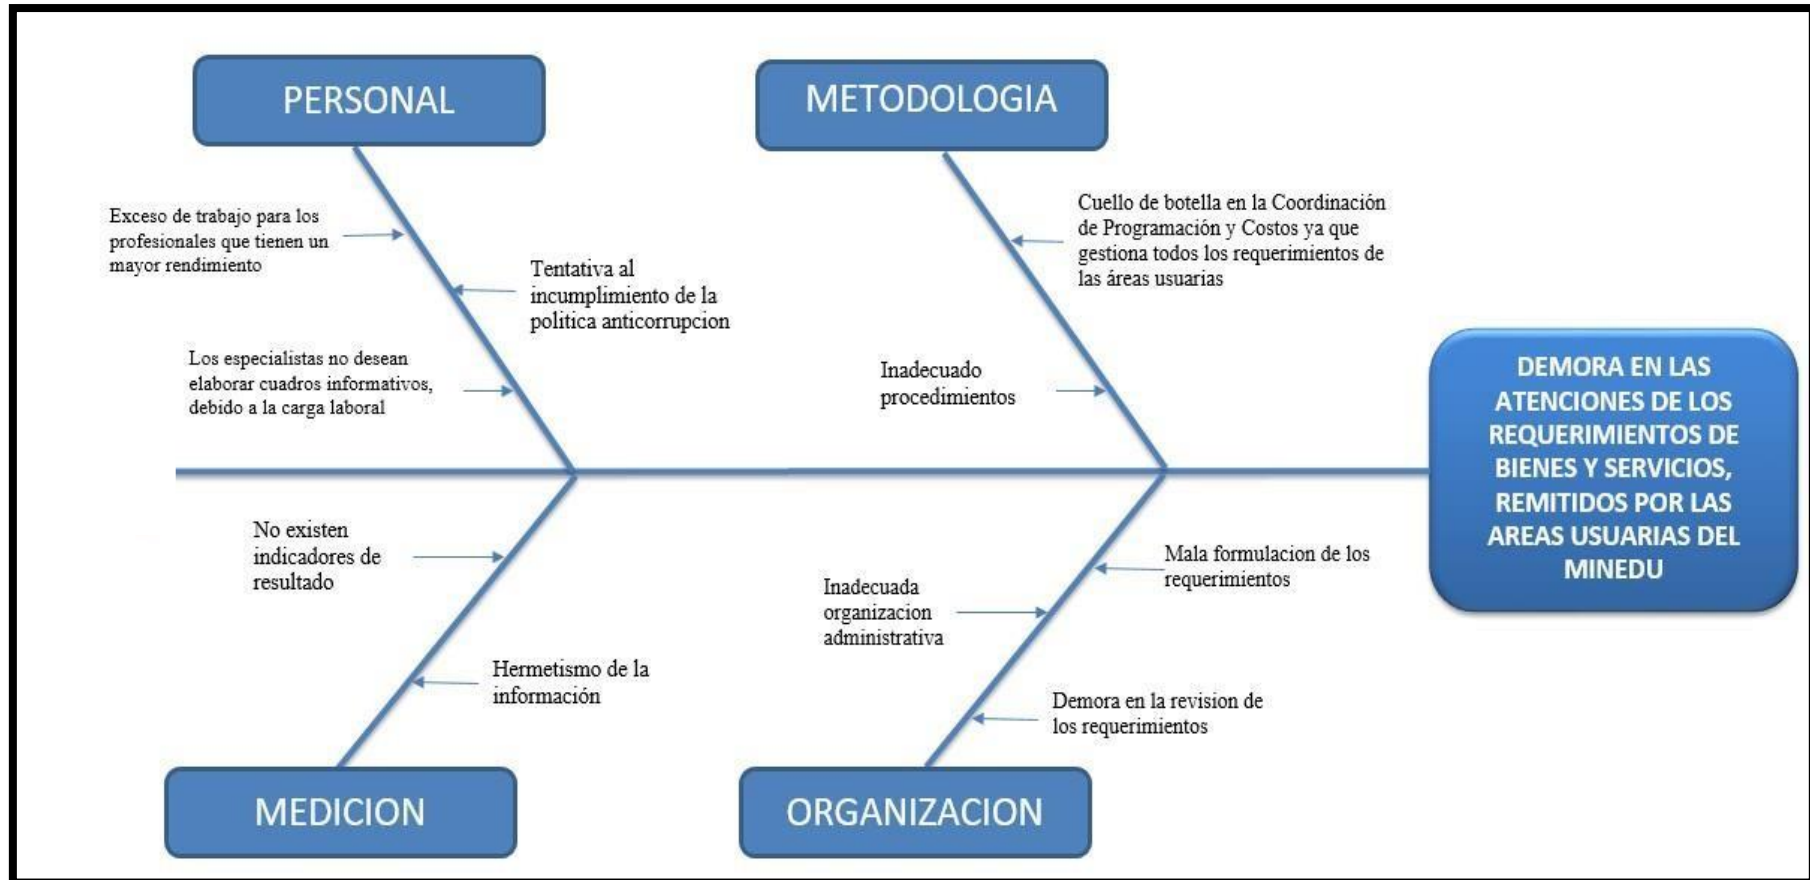 PERSONAL
METODOLOGIA
Exceso de trabajo para los
profesionales que tienen un
mayor rendimiento
Tentativa al
incumplimiento de la
politica anticorrupcion
Los especialistas no desean
elaborar cuadros informativos,
debido a la carga laboral
Cuello de botella en la Coordinación
de Programación y Costos ya que
gestiona todos los requerimientos de
las áreas usuarias
Inadecuado
procedimientos
DEMORA EN LAS
ATENCIONES DE LOS
REQUERIMIENTOS DE
BIENES Y SERVICIOS,
REMITIDOS POR LAS
AREAS USUARIAS DEL
MINEDU
No existen
indicadores de
resultado
Hermetismo de la
información
Mala formulacion de los
requerimientos
Inadecuada
organizacion
administrativa
Demora en la revision de
los requerimientos
MEDICION
ORGANIZACION